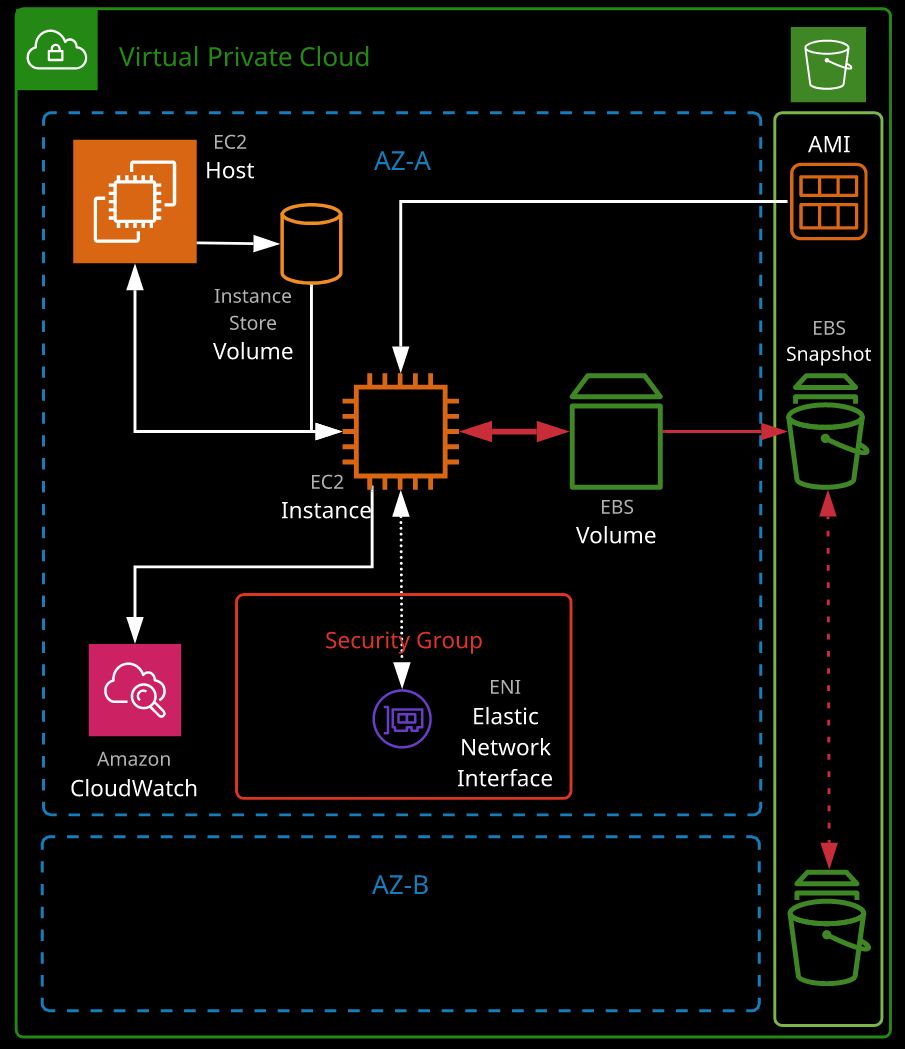 Virtual Private Cloud
EC2
Host
AZ-A
AMI
Instance
Store
Volume
EBS
Snapshot
EC2
Instance
EBS
Volume
Security Group
ENI
Elastic
Network
Interface
Amazon
CloudWatch
AZ-B